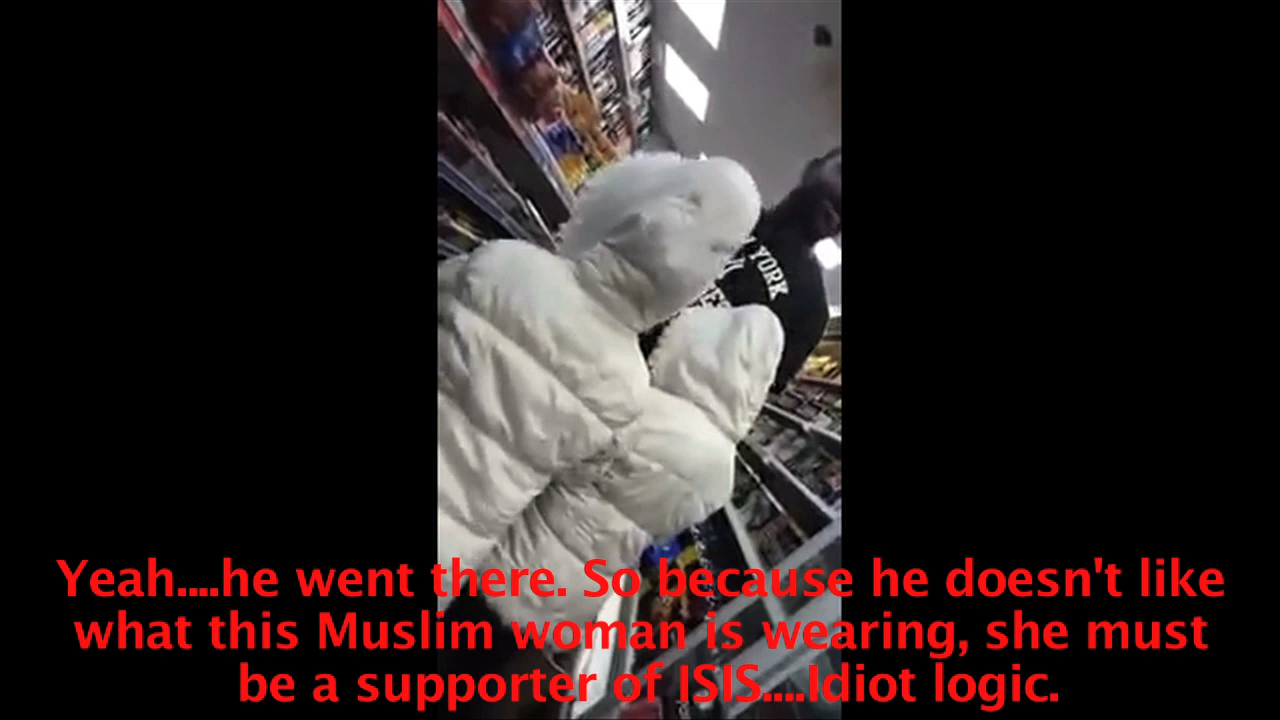 YORK
Yeah....he went there. So because he doesn't like
what this Muslim woman is wearing, she must
be a supporter of ISIS....Idiot logic.